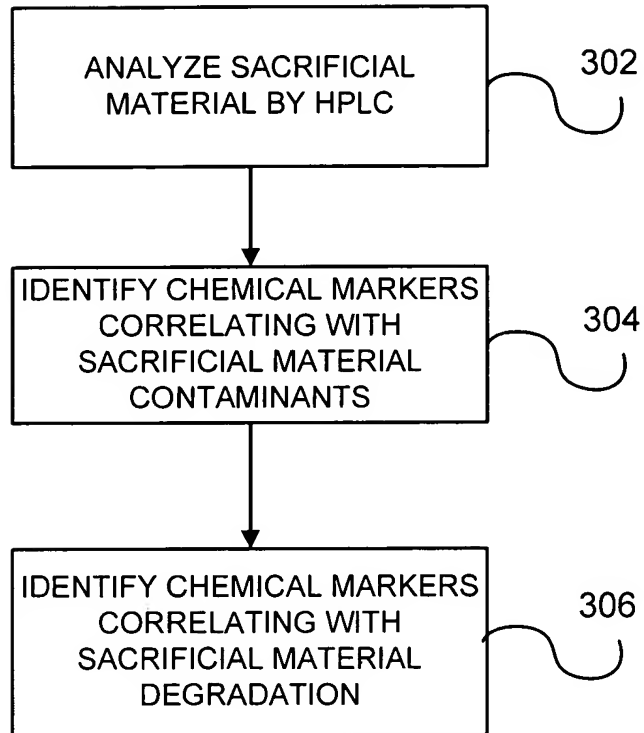 ANALYZE SACRIFICIAL
MATERIAL BY HPLC
302
IDENTIFY CHEMICAL MARKERS
CORRELATING WITH
SACRIFICIAL MATERIAL
CONTAMINANTS
304
IDENTIFY CHEMICAL MARKERS
CORRELATING WITH
SACRIFICIAL MATERIAL
DEGRADATION
306